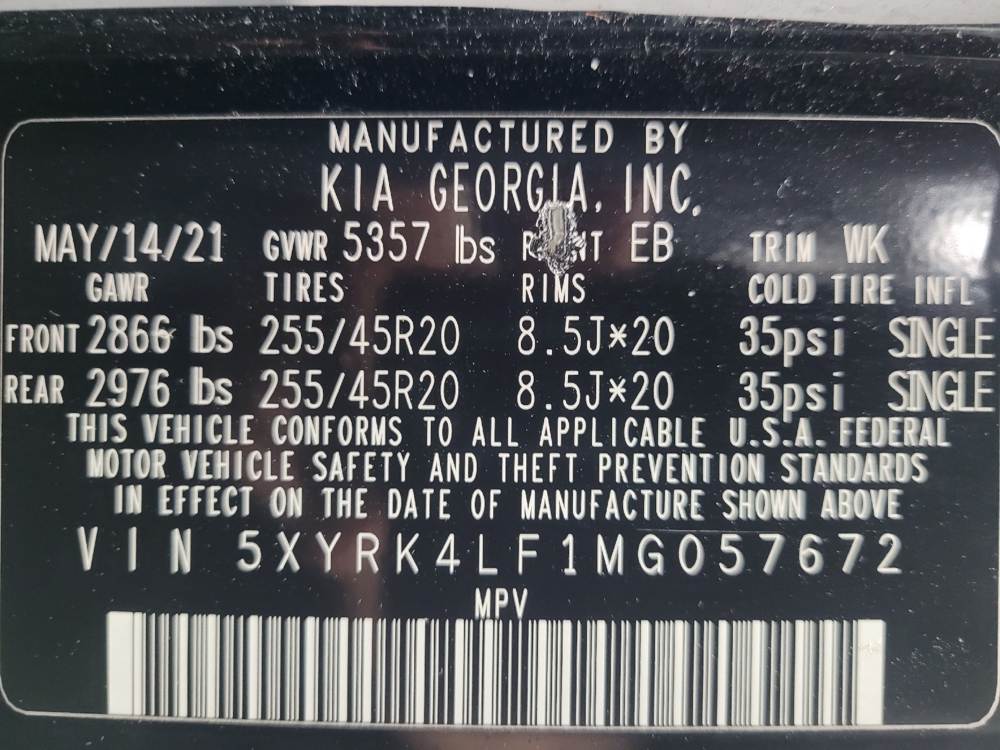 MANUFACTURED BY
KIA GEORGIA, INC.
MAY/14/21 GVWR 5357 lbs EB TRIM WK
GAWR TIRES RIMS COLD TIRE INFL
FRONT 2866 lbs 255/45R20 8.5J*20 35psi SINGLE
REAR 2976 lbs 255/45R20 8.5J*20 35psi SINGLE
THIS VEHICLE CONFORMS TO ALL APPLICABLE U.S.A. FEDERAL
MOTOR VEHICLE SAFETY AND THEFT PREVENTION STANDARDS
IN EFFECT ON THE DATE OF MANUFACTURE SHOWN ABOVE
VIN 5XYRK4LF1MG057672
MPV